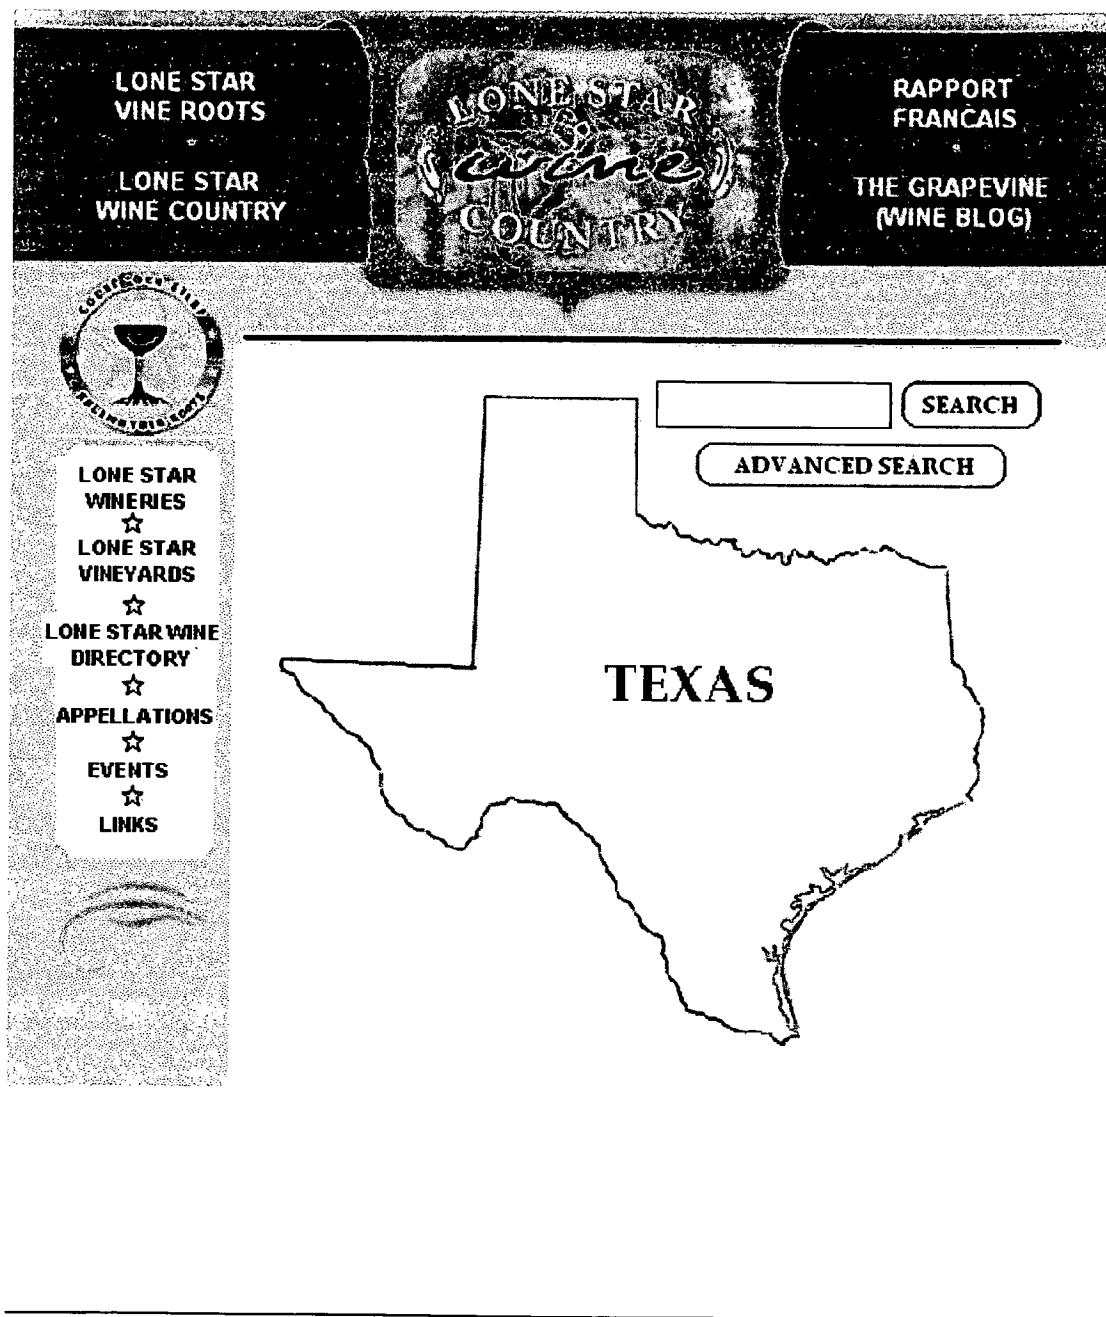 LONE STAR
VINE ROOTS
LONE STAR
WINE COUNTRY
LONE STAR
wine
COUNTRY
RAPPORT
FRANCAIS
THE GRAPEVINE
(WINE BLOG)
LONE STAR
WINERIES
LONE STAR
VINEYARDS
LONE STAR WINE
DIRECTORY
APPELLATIONS
EVENTS
LINKS
SEARCH
ADVANCED SEARCH
TEXAS